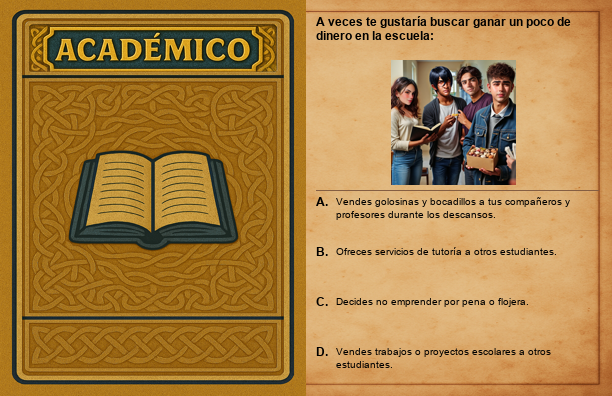 ACADÉMICO
A veces te gustaría buscar ganar un poco de
dinero en la escuela:
A. Vendes golosinas y bocadillos a tus compañeros y
profesores durante los descansos.
B. Ofreces servicios de tutoría a otros estudiantes.
C. Decides no emprender por pena o flojera.
D. Vendes trabajos o proyectos escolares a otros
estudiantes.